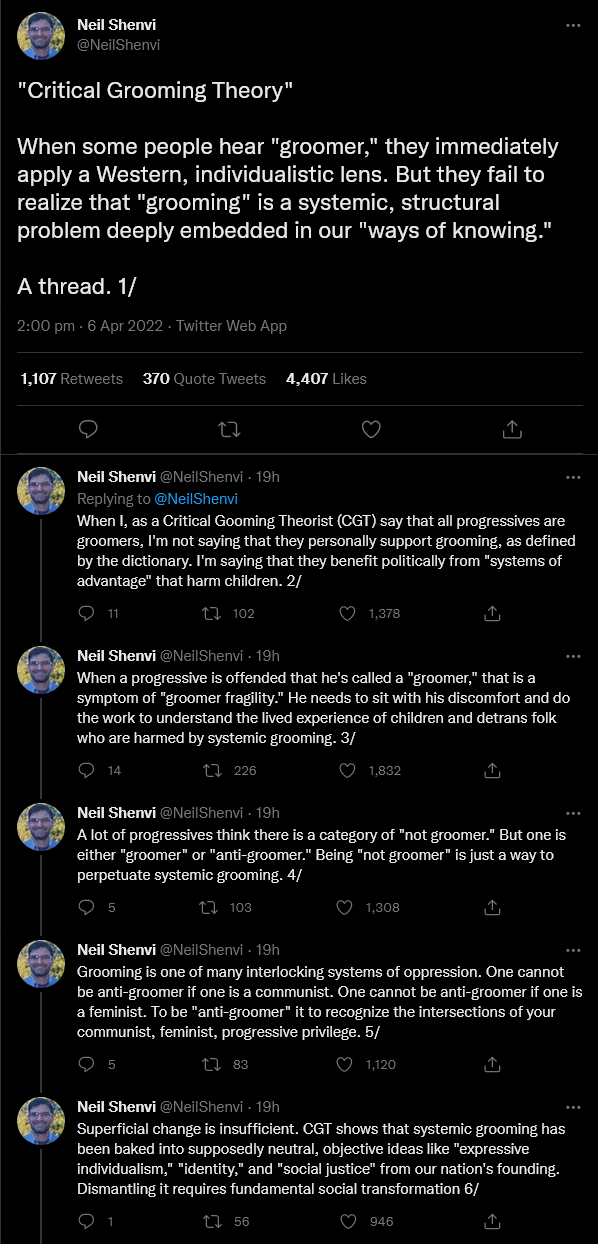 Neil Shenvi
@NeilShenvi
"Critical Grooming Theory"
When some people hear "groomer," they immediately
apply a Western, individualistic lens. But they fail to
realize that "grooming" is a systemic, structural
problem deeply embedded in our "ways of knowing."
A thread. 1/
2:00 pm · 6 Apr 2022 · Twitter Web App
1,107 Retweets 370 Quote Tweets 4,407 Likes
Neil Shenvi @NeilShenvi · 19h
Replying to @NeilShenvi
When I, as a Critical Gooming Theorist (CGT) say that all progressives are
groomers, I'm not saying that they personally support grooming, as defined
by the dictionary. I'm saying that they benefit politically from "systems of
advantage" that harm children. 2/
11 102 1,378
Neil Shenvi @NeilShenvi · 19h
When a progressive is offended that he's called a "groomer," that is a
symptom of "groomer fragility." He needs to sit with his discomfort and do
the work to understand the lived experience of children and detrans folk
who are harmed by systemic grooming. 3/
14 226 1,832
Neil Shenvi @NeilShenvi · 19h
A lot of progressives think there is a category of "not groomer." But one is
either "groomer" or "anti-groomer." Being "not groomer" is just a way to
perpetuate systemic grooming. 4/
5 103 1,308
Neil Shenvi @NeilShenvi · 19h
Grooming is one of many interlocking systems of oppression. One cannot
be anti-groomer if one is a communist. One cannot be anti-groomer if one is
a feminist. To be "anti-groomer" it to recognize the intersections of your
communist, feminist, progressive privilege. 5/
5 83 1,120
Neil Shenvi @NeilShenvi · 19h
Superficial change is insufficient. CGT shows that systemic grooming has
been baked into supposedly neutral, objective ideas like "expressive
individualism," "identity," and "social justice" from our nation's founding.
Dismantling it requires fundamental social transformation 6/
1 56 946